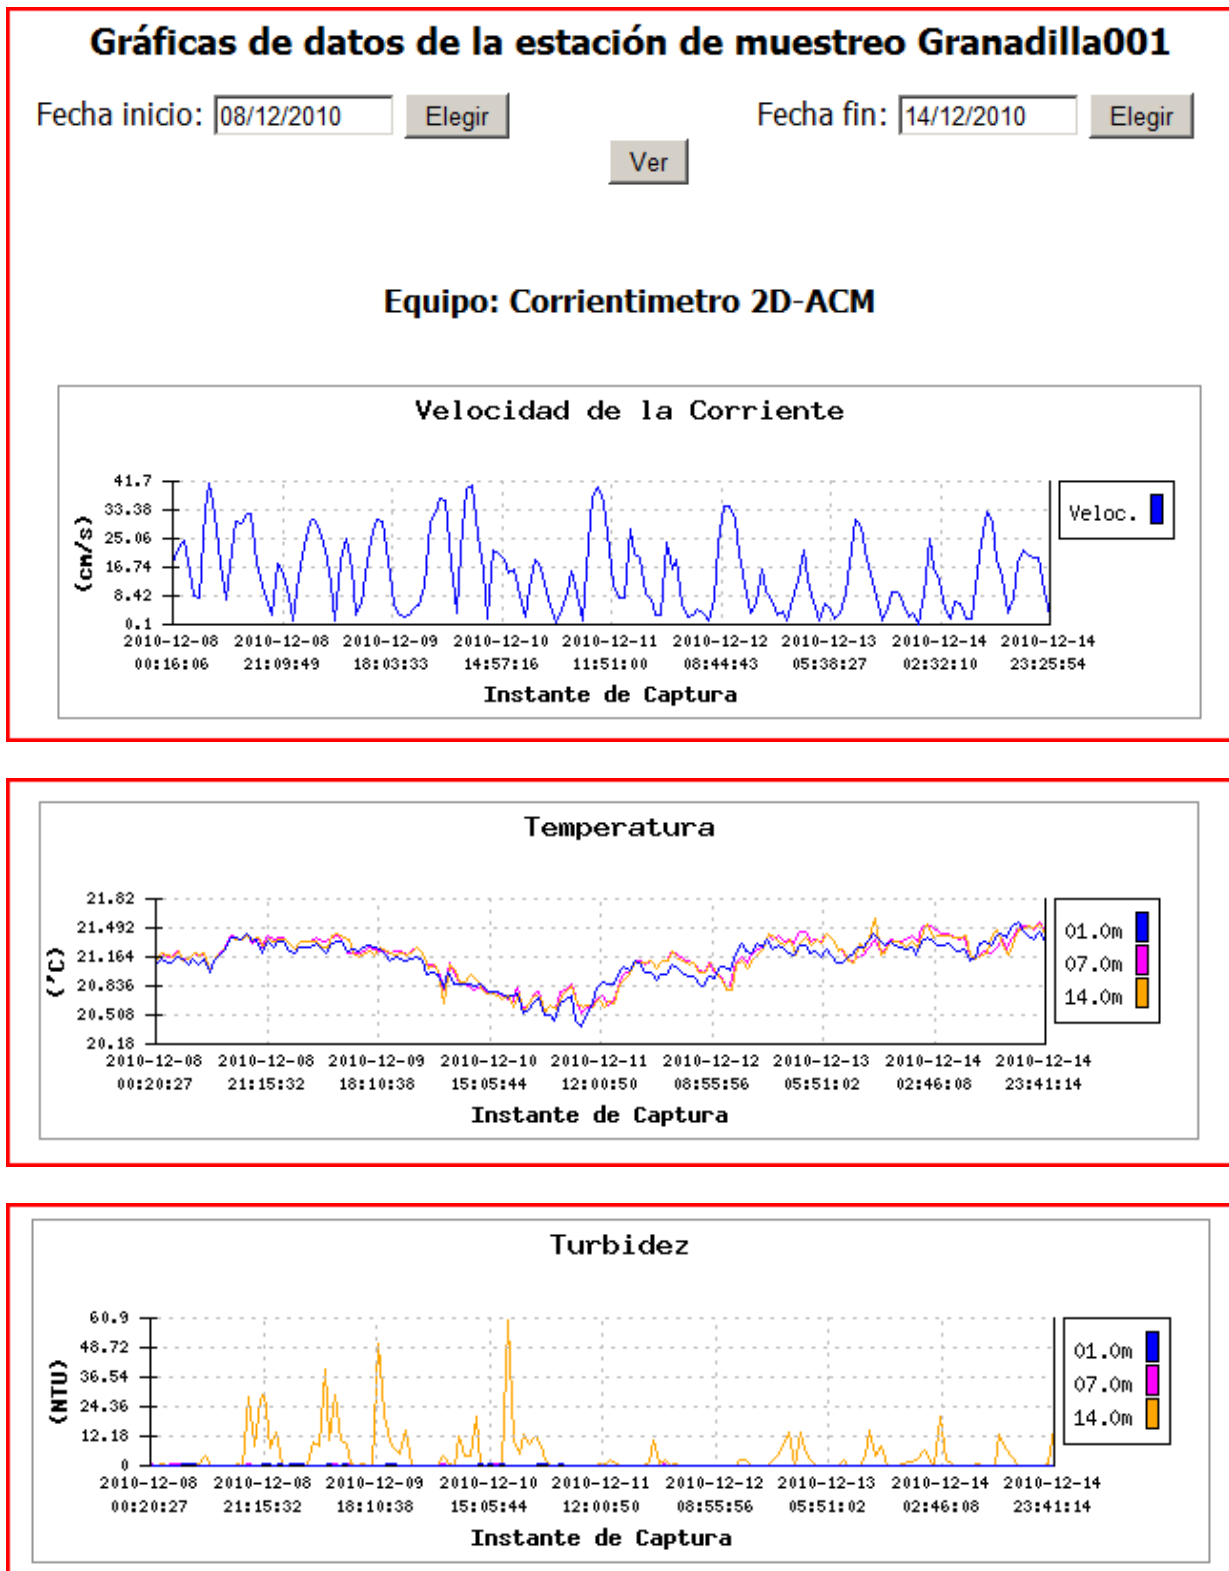 Gráficas de datos de la estación de muestreo Granadilla001
Fecha inicio: 08/12/2010 Elegir Fecha fin: 14/12/2010 Elegir
Ver
Equipo: Corrientimetro 2D-ACM
Velocidad de la Corriente
41.7
33.38
25.06
16.74
8.42
0.1
(cm/s)
Veloc.
2010-12-08 2010-12-08 2010-12-09 2010-12-10 2010-12-11 2010-12-12 2010-12-13 2010-12-14 2010-12-14
00:16:06 21:09:49 18:03:33 14:57:16 11:51:00 08:44:43 05:38:27 02:32:10 23:25:54
Instante de Captura
Temperatura
21.82
21.492
21.164
20.836
20.508
20.18
('C)
01.0m
07.0m
14.0m
2010-12-08 2010-12-08 2010-12-09 2010-12-10 2010-12-11 2010-12-12 2010-12-13 2010-12-14 2010-12-14
00:20:27 21:15:32 18:10:38 15:05:44 12:00:50 08:55:56 05:51:02 02:46:08 23:41:14
Instante de Captura
Turbidez
60.9
48.72
36.54
24.36
12.18
0
(NTU)
01.0m
07.0m
14.0m
2010-12-08 2010-12-08 2010-12-09 2010-12-10 2010-12-11 2010-12-12 2010-12-13 2010-12-14 2010-12-14
00:20:27 21:15:32 18:10:38 15:05:44 12:00:50 08:55:56 05:51:02 02:46:08 23:41:14
Instante de Captura